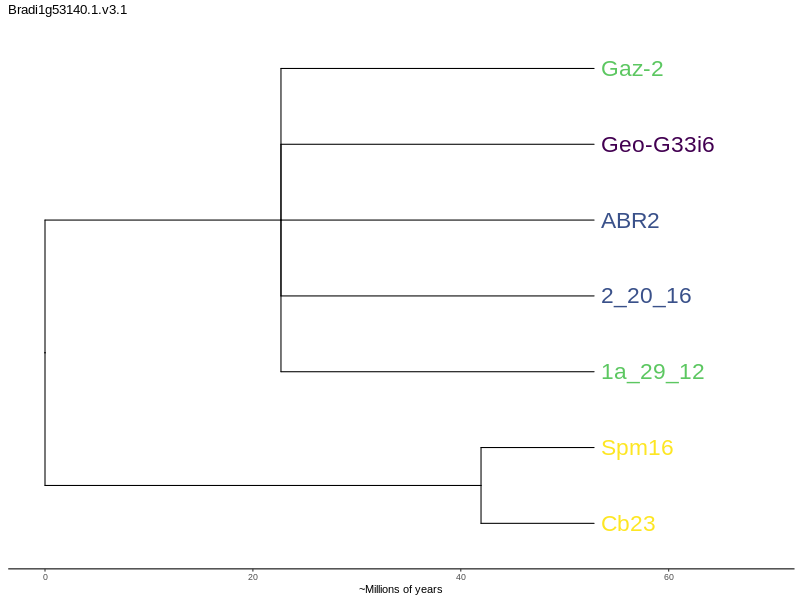 Bradi1g53140.1.v3.1
Gaz-2
Geo-G33i6
ABR2
2_20_16
1a_29_12
Spm16
Cb23
0 20 40 60
~Millions of years